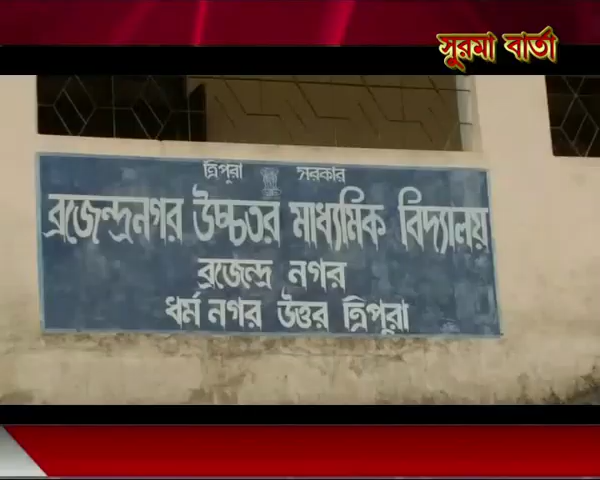 সুরমা বার্তা
ত্রিপুরা সরকার
ব্রজেন্দ্রনগর উচ্চতর মাধ্যমিক বিদ্যালয়
ব্রজেন্দ্র নগর
ধর্ম নগর উত্তর ত্রিপুরা